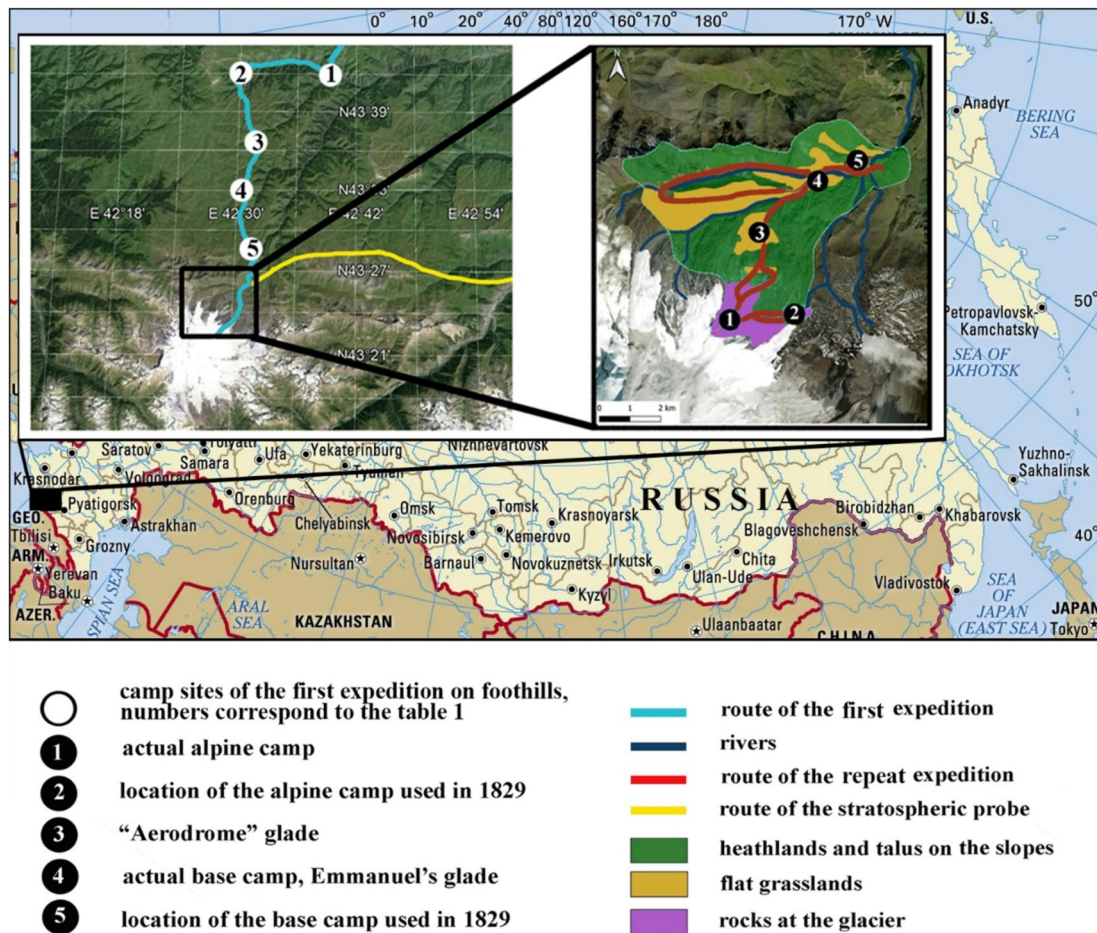 0° 10° 20° 40° 80° 120° 160° 170° 180° 170° W
U.S.
2
1
N43°39'
3
4
E 42°18'
E 42°30'
E 42°42'
E 42°54'
5
N43°27'
N43°21'
N
5
4
3
1
2
0 1 2 km
Anadyr
BERING
SEA
50°
Petropavlovsk-
Kamchatsky
SEA OF
OKHOTSK
Yuzhno-
Sakhalinsk
40°
Saratov
Samara
Ufa
Yekaterinburg
Nizhnevartovsk
Tyumen
Krasnodar
Volgograd
Pyatigorsk
Orenburg
Chelyabinsk
Omsk
Tomsk
Krasnoyarsk
RUSSIA
Birobidzhan
Khabarovsk
Blagoveshchensk
GEO.
Tbilisi
Astrakhan
Novosibirsk
Kemerovo
ARM.
Grozny
Nursultan
Barnaul
Novokuznetsk
Irkutsk
Chita
Ulan-Ude
Yerevan
Baku
Kyzyl
Vladivostok
SEA
OF
JAPAN
(EAST SEA)
JAPAN
Tokyo
AZER.
SPIAN SEA
ARAL
SEA
KAZAKHSTAN
Ulaanbaatar
CHINA
camp sites of the first expedition on foothills,
numbers correspond to the table 1
1 actual alpine camp
2 location of the alpine camp used in 1829
3 “Aerodrome” glade
4 actual base camp, Emmanuel's glade
5 location of the base camp used in 1829
route of the first expedition
rivers
route of the repeat expedition
route of the stratospheric probe
heathlands and talus on the slopes
flat grasslands
rocks at the glacier